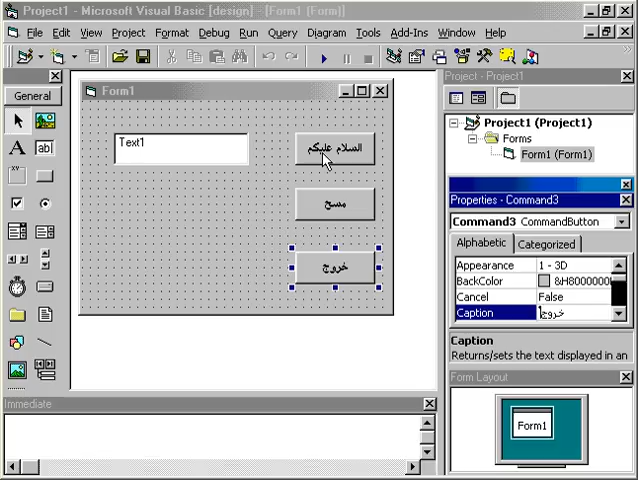 Project1 - Microsoft Visual Basic [design] - [Form1 (Form)]
File Edit View Project Format Debug Run Query Diagram Tools Add-Ins Window Help
General
Form1
Text1
السلام عليكم
مسح
خروج
Project - Project1
Project1 (Project1)
Forms
Form1 (Form1)
Properties - Command3
Command3 CommandButton
Alphabetic Categorized
Appearance 1 - 3D
BackColor &H8000000
Cancel False
Caption خروج
Caption
Returns/sets the text displayed in an
Form Layout
Form1
Immediate